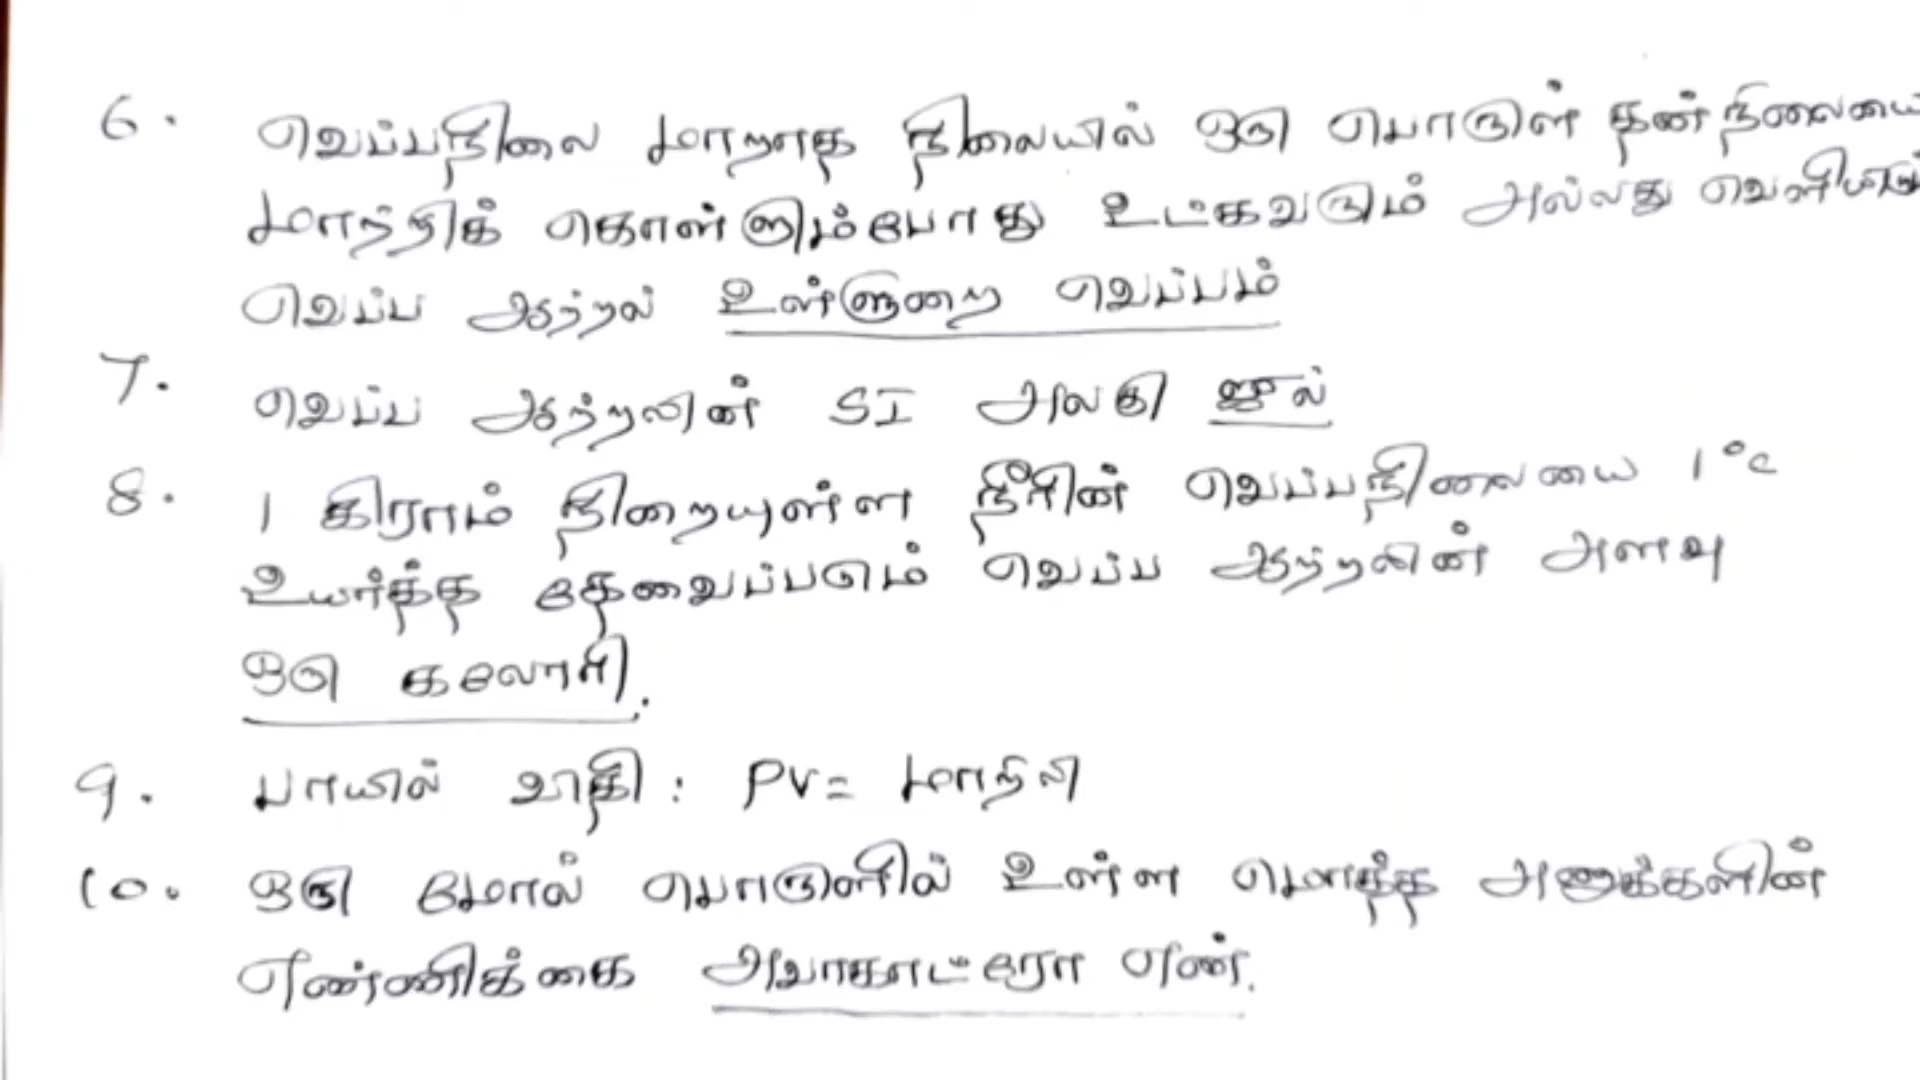 6. வெப்பநிலை மாறாத நிலையில் ஒரு பொருள் தன்நிலையை
மாற்றிக் கொள்ளும்போது உட்கவரும் அல்லது
வெப்ப ஆற்றல் உள்ளுறை வெப்பம்
7. வெப்ப ஆற்றலின் SI அலகு ஜூல்
8. 1 கிராம் நிறையுள்ள நீரின் வெப்பநிலையை 1°c
உயர்த்த தேவைப்படும் வெப்ப ஆற்றலின் அளவு
ஒரு கலோரி.
9. பாயில் விதி : PV = மாறிலி
10. ஒரு மோல் பொருளில் உள்ள மொத்த அணுக்களின்
எண்ணிக்கை அவாகாட்ரோ எண்.